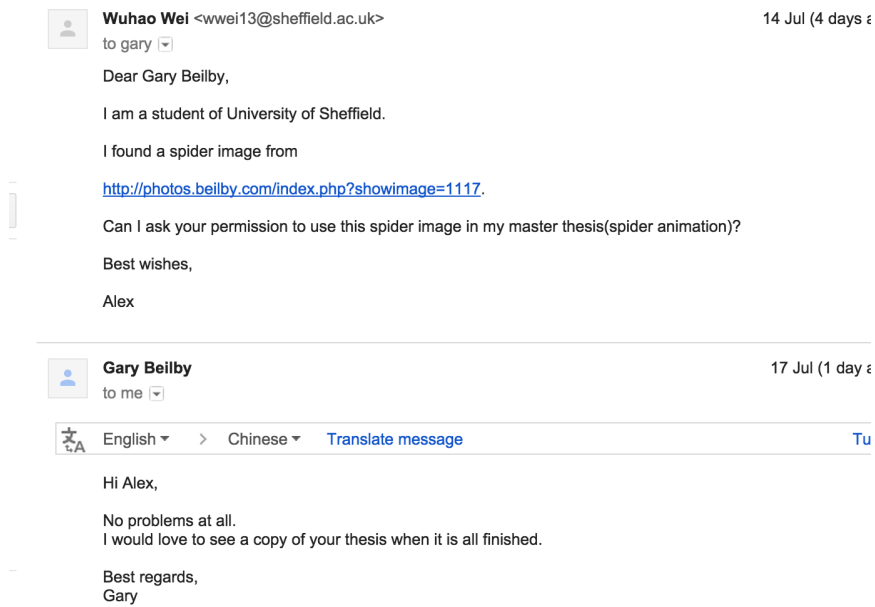 Wuhao Wei <wwei13@sheffield.ac.uk> 14 Jul (4 days a
to gary
Dear Gary Beilby,
I am a student of University of Sheffield.
I found a spider image from
http://photos.beilby.com/index.php?showimage=1117.
Can I ask your permission to use this spider image in my master thesis(spider animation)?
Best wishes,
Alex
Gary Beilby 17 Jul (1 day a
to me
文A English > Chinese Translate message Tu
Hi Alex,
No problems at all.
I would love to see a copy of your thesis when it is all finished.
Best regards,
Gary